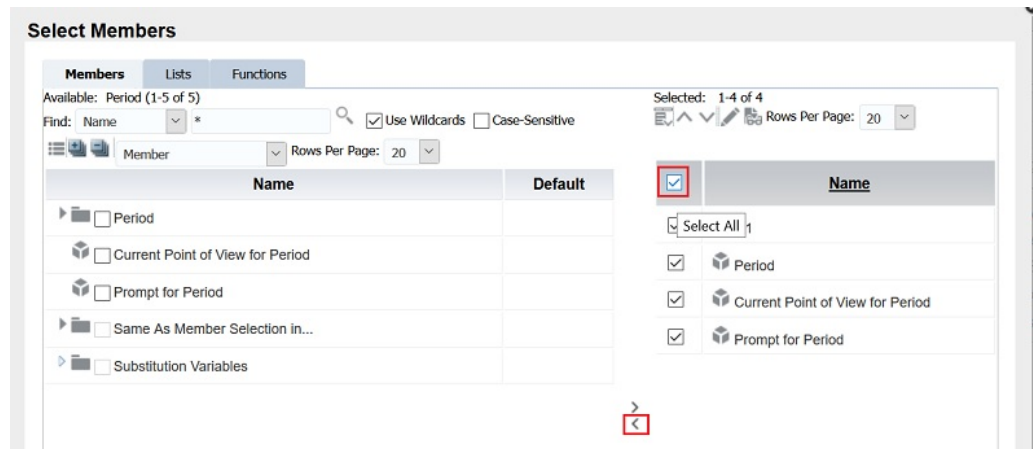 Select Members
Members Lists Functions
Available: Period (1-5 of 5)
Selected: 1-4 of 4
Find: Name * Use Wildcards Case-Sensitive
Rows Per Page: 20
Member Rows Per Page: 20
Name Default
Name
Period
Select All 1
Current Point of View for Period
Period
Prompt for Period
Current Point of View for Period
Same As Member Selection in...
Prompt for Period
Substitution Variables